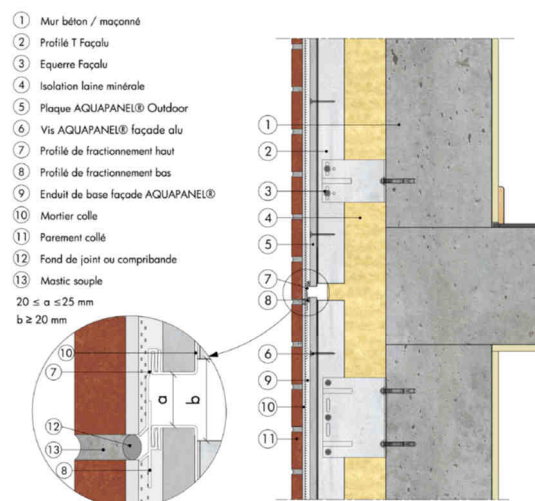 1 Mur béton / maçonné
2 Profilé T Façalu
3 Equerre Façalu
4 Isolation laine minérale
5 Plaque AQUAPANEL® Outdoor
6 Vis AQUAPANEL® façade alu
7 Profilé de fractionnement haut
8 Profilé de fractionnement bas
9 Enduit de base façade AQUAPANEL®
10 Mortier colle
11 Parement collé
12 Fond de joint ou compribande
13 Mastic souple
20 ≤ a ≤25 mm
b ≥ 20 mm
1
2
3
4
5
7
8
6
9
10
11
10
7
a
b
12
13
8